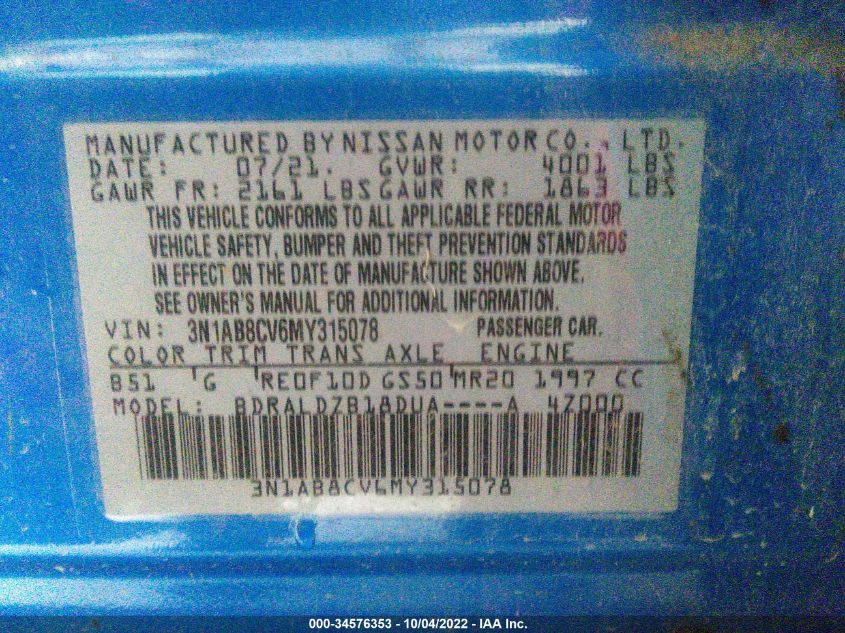 MANUFACTURED BY NISSAN MOTOR CO., LTD.
DATE: 07/21. GVWR: 4001 LBS
GAWR FR: 2161 LBS GAWR RR: 1863 LBS
THIS VEHICLE CONFORMS TO ALL APPLICABLE FEDERAL MOTOR
VEHICLE SAFETY, BUMPER AND THEFT PREVENTION STANDARDS
IN EFFECT ON THE DATE OF MANUFACTURE SHOWN ABOVE.
SEE OWNER'S MANUAL FOR ADDITIONAL INFORMATION.
VIN: 3N1AB8CV6MY315078 PASSENGER CAR.
COLOR TRIM TRANS AXLE ENGINE
B51 G RE0F10D GS50 MR20 1997 CC
MODEL: BDRALDZB18DUA----A 4Z000
3N1AB8CV6MY315078
000-34576353 - 10/04/2022 - IAA Inc.